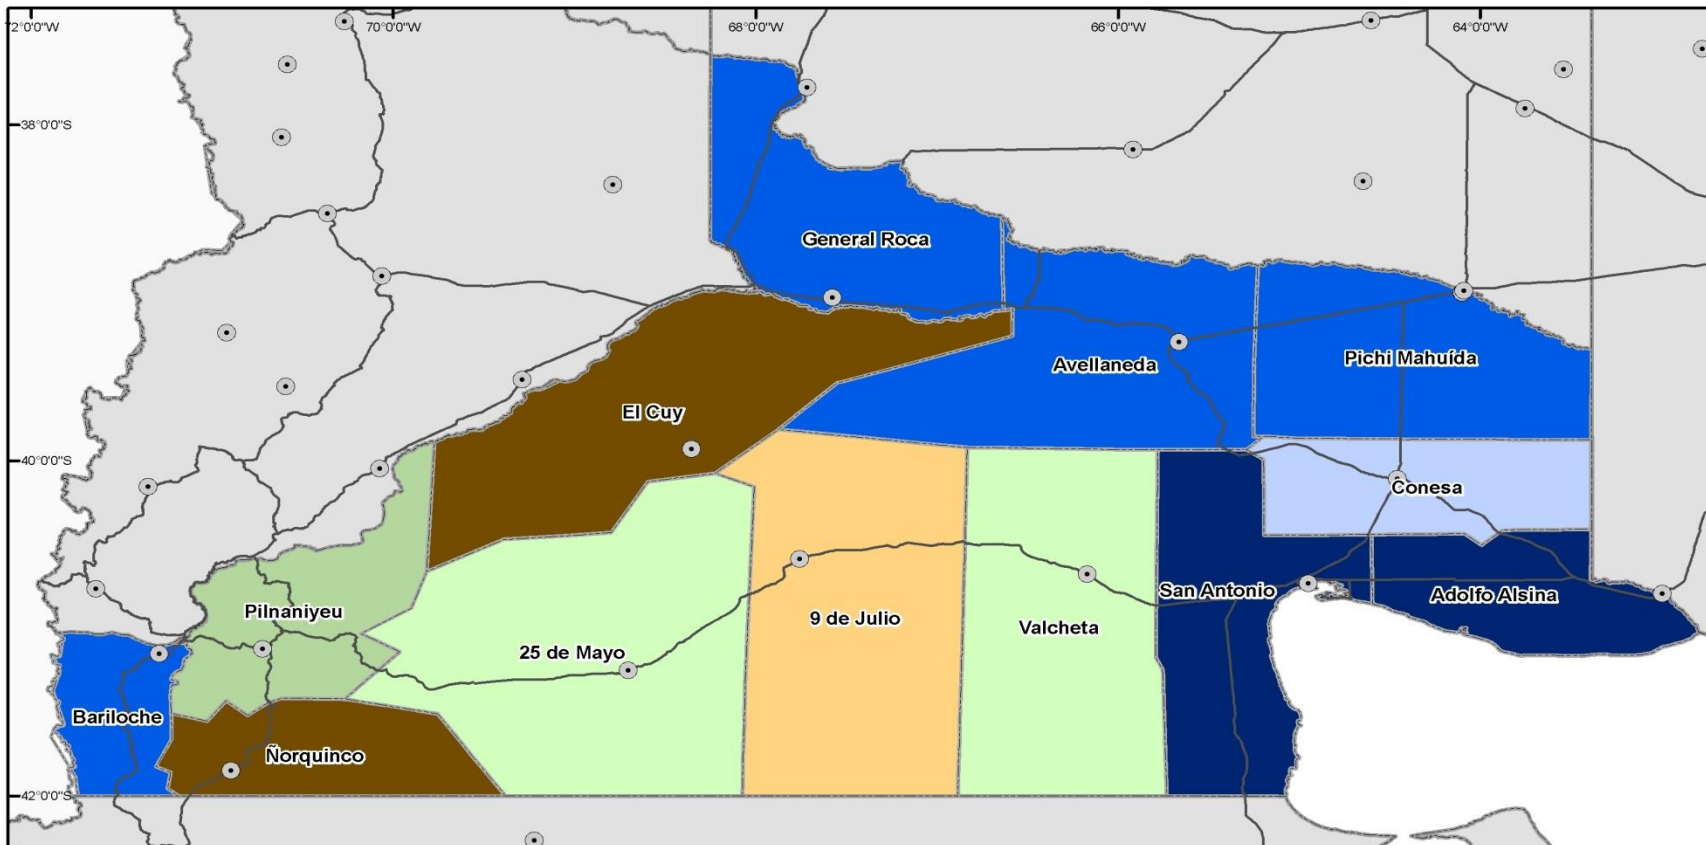 72°0'0"W
70°0'0"W
68°0'0"W
66°0'0"W
64°0'0"W
38°0'0"S
General Roca
Pichi Mahuída
Avellaneda
El Cuy
40°0'0"S
Conesa
San Antonio
Adolfo Alsina
Pilnaniyeu
9 de Julio
Valcheta
25 de Mayo
Bariloche
Ñorquinco
42°0'0"S